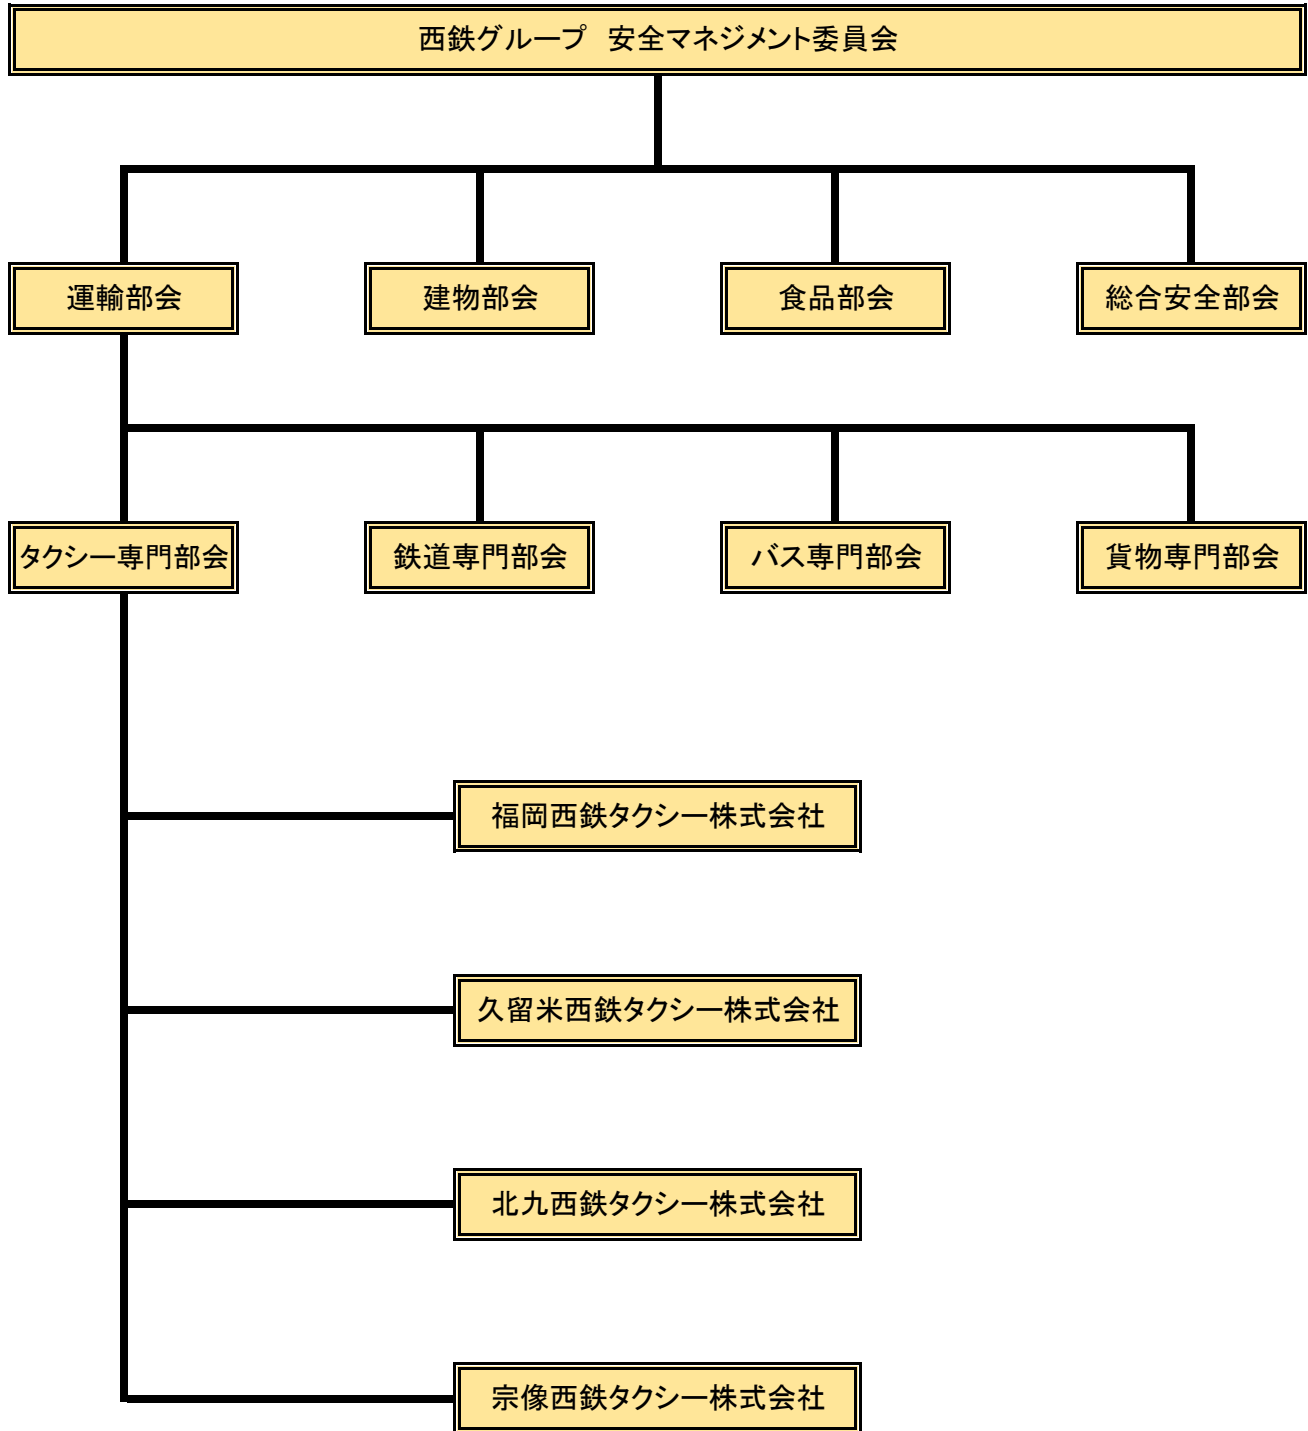 西鉄グループ　安全マネジメント委員会
運輸部会
建物部会
食品部会
総合安全部会
タクシー専門部会
鉄道専門部会
バス専門部会
貨物専門部会
福岡西鉄タクシー株式会社
久留米西鉄タクシー株式会社
北九西鉄タクシー株式会社
宗像西鉄タクシー株式会社